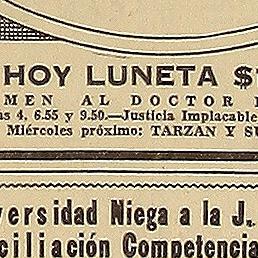 HOY LUNETA $
MEN AL DOCTOR
as 4, 6.55 y 9.50.—Justicia Implacable
Miércoles próximo: TARZAN Y SU
versidad Niega a la J.
ciliación Competencia